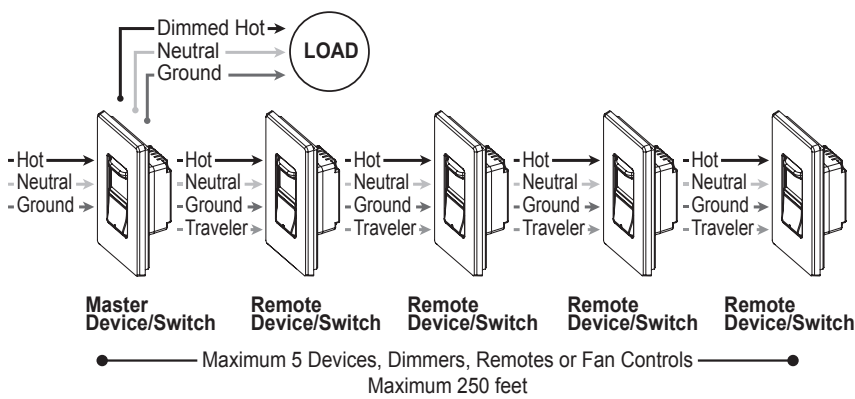 Dimmed Hot
Neutral
Ground
LOAD
Hot
Neutral
Ground
Hot
Neutral
Ground
Traveler
Hot
Neutral
Ground
Traveler
Hot
Neutral
Ground
Traveler
Hot
Neutral
Ground
Traveler
Master
Device/Switch
Remote
Device/Switch
Remote
Device/Switch
Remote
Device/Switch
Remote
Device/Switch
Maximum 5 Devices, Dimmers, Remotes or Fan Controls
Maximum 250 feet